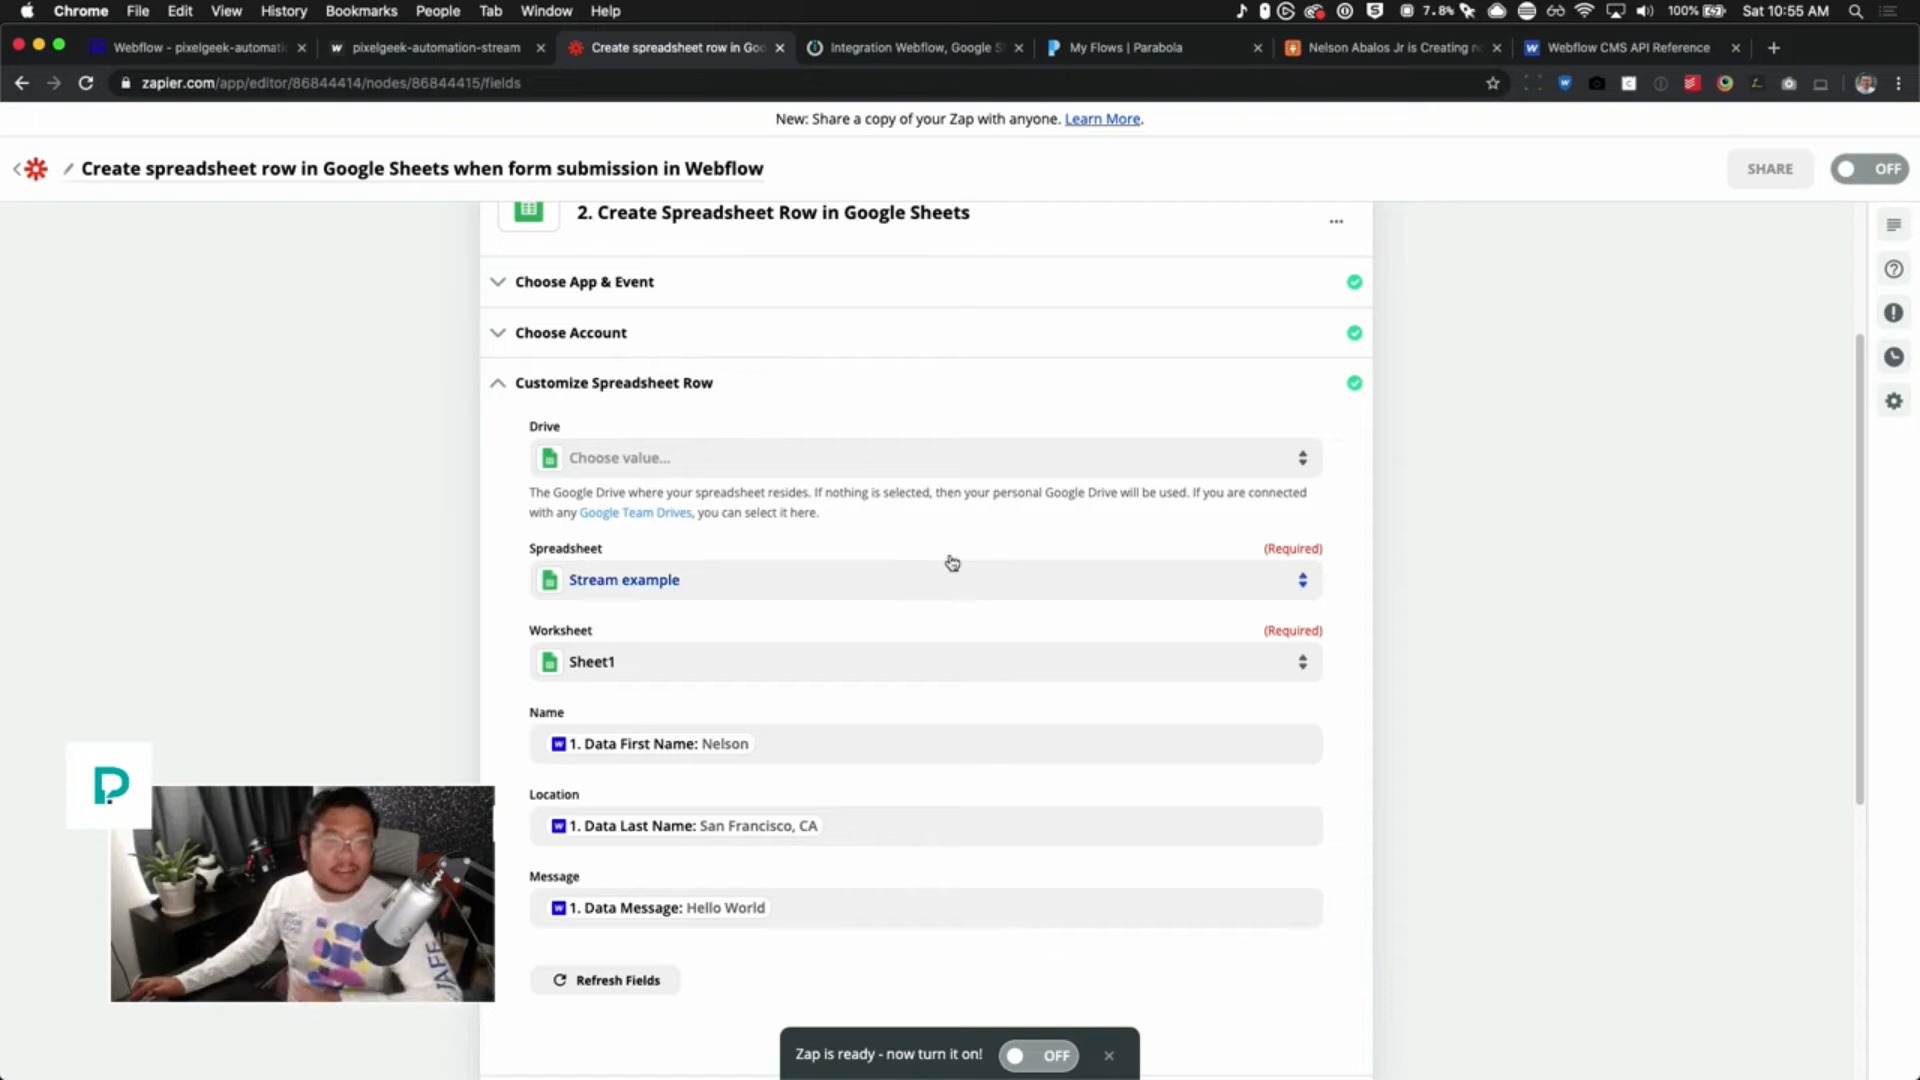 Chrome File Edit View History Bookmarks People Tab Window Help 7.8% 100% Sat 10:55 AM
Webflow - pixelgeek-automati pixelgeek-automation-stream Create spreadsheet row in Goo Integration Webflow, Google S My Flows | Parabola Nelson Abalos Jr is Creating no Webflow CMS API Reference
zapier.com/app/editor/86844414/nodes/86844415/fields
New: Share a copy of your Zap with anyone. Learn More.
Create spreadsheet row in Google Sheets when form submission in Webflow SHARE OFF
2. Create Spreadsheet Row in Google Sheets
Choose App & Event
Choose Account
Customize Spreadsheet Row
Drive
Choose value...
The Google Drive where your spreadsheet resides. If nothing is selected, then your personal Google Drive will be used. If you are connected
with any Google Team Drives, you can select it here.
Spreadsheet (Required)
Stream example
Worksheet (Required)
Sheet1
Name
1. Data First Name: Nelson
Location
1. Data Last Name: San Francisco, CA
Message
1. Data Message: Hello World
Refresh Fields
Zap is ready - now turn it on! OFF